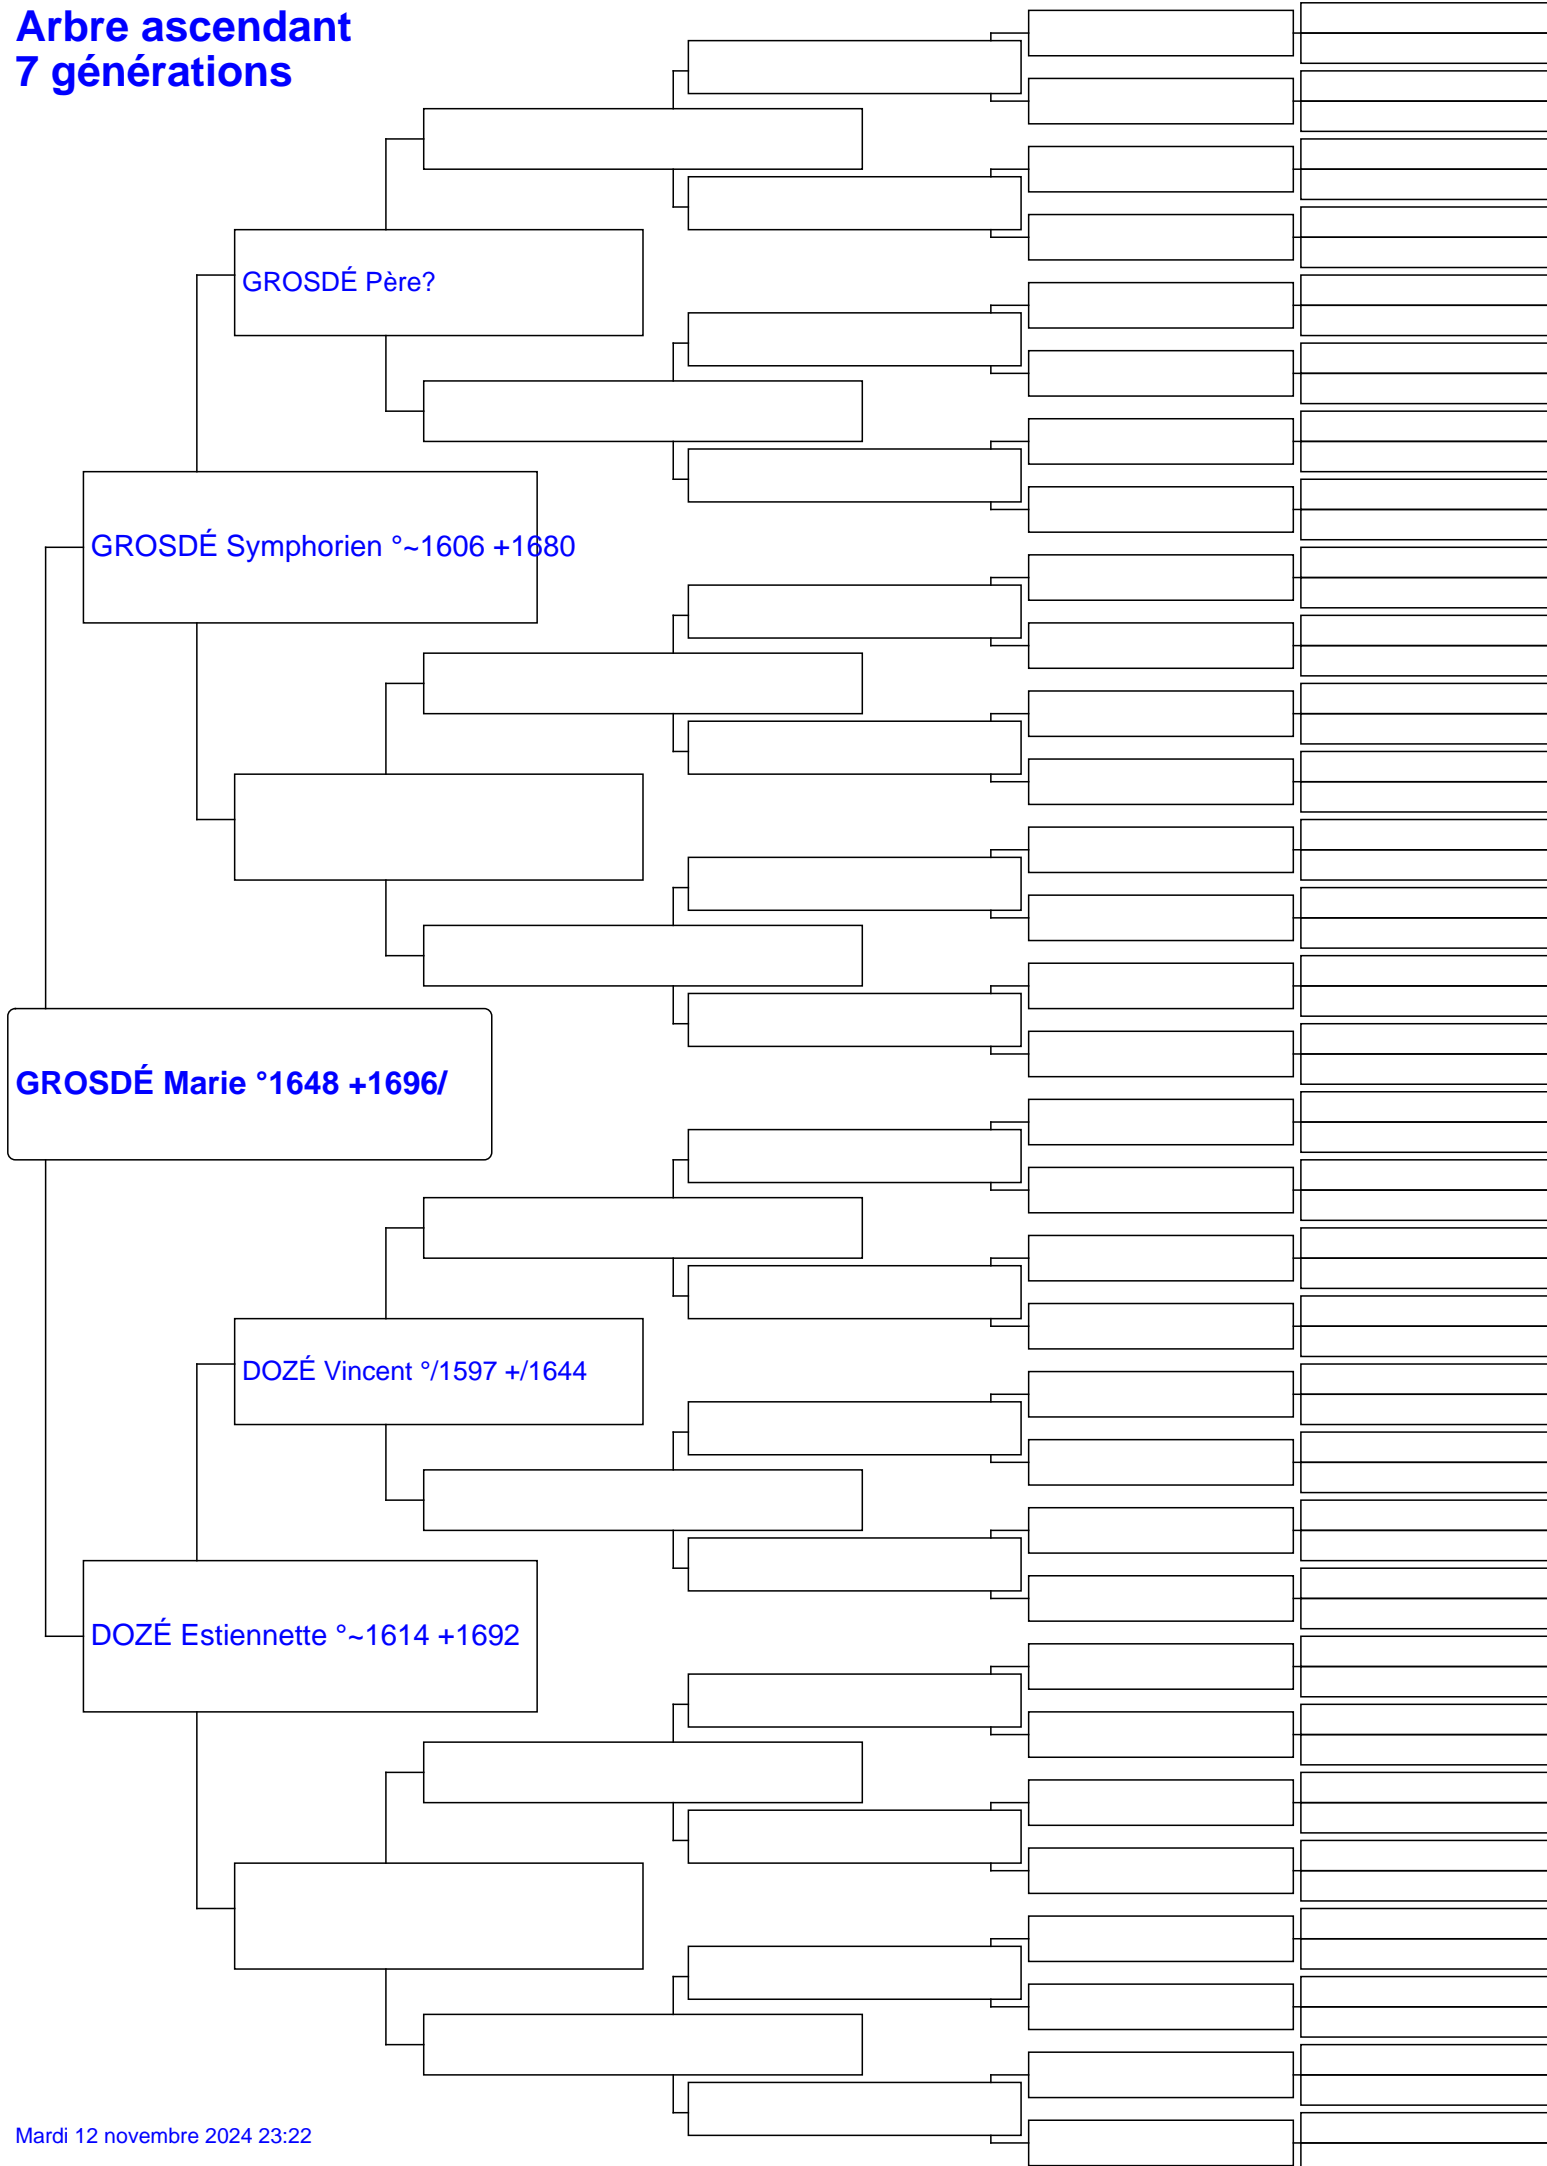 Arbre ascendant
7 générations
GROSDÉ Père?
GROSDÉ Symphorien °~1606 +1680
GROSDÉ Marie °1648 +1696/
DOZÉ Vincent °/1597 +/1644
DOZÉ Estiennette °~1614 +1692
Mardi 12 novembre 2024 23:22